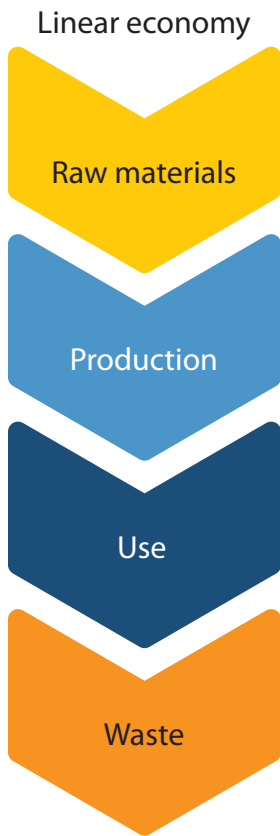 Linear economy
Raw materials
Production
Use
Waste